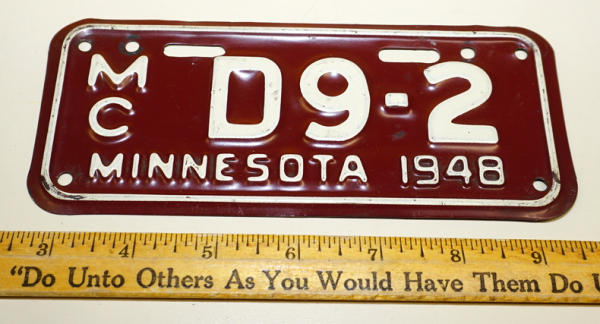 MC D9-2
MINNESOTA 1948
3 4 5 6 7 8 9
"Do Unto Others As You Would Have Them Do U